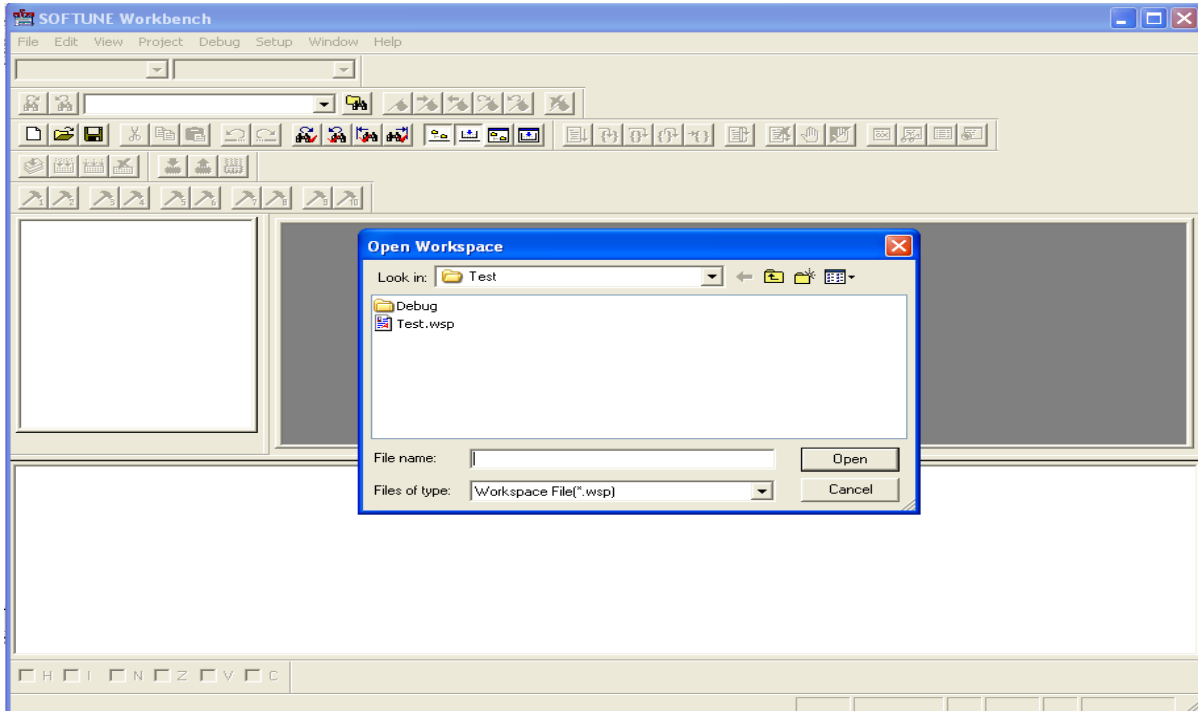 SOFTUNE Workbench
File Edit View Project Debug Setup Window Help
Open Workspace
Look in: Test
Debug
Test.wsp
File name:
Open
Files of type: Workspace File(*.wsp)
Cancel
H I N Z V C